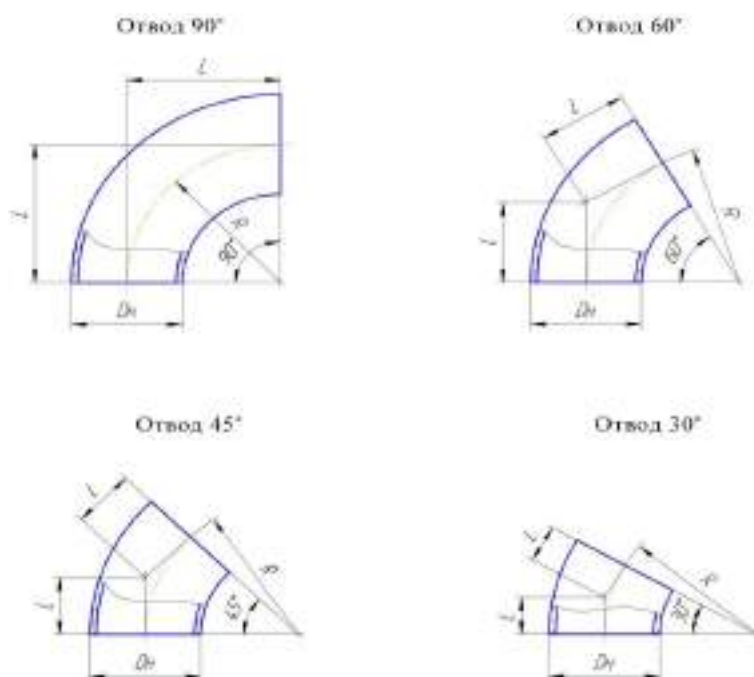 Отвод 90°
L
L
R
90°
Dн
Отвод 60°
L
L
R
60°
Dн
Отвод 45°
L
L
R
45°
Dн
Отвод 30°
L
L
R
30°
Dн